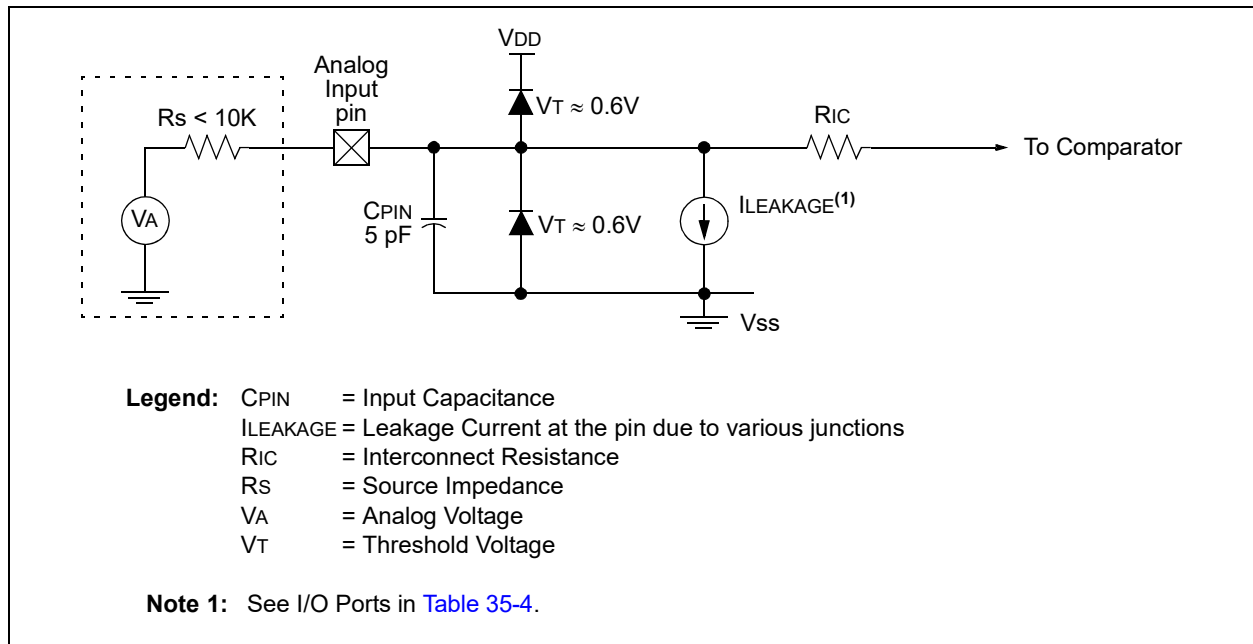 VDD
Analog
Input
pin
Rs < 10K
VT ≈ 0.6V
RIC
To Comparator
VA
CPIN
5 pF
VT ≈ 0.6V
ILEAKAGE(1)
Vss
Legend: CPIN = Input Capacitance
ILEAKAGE = Leakage Current at the pin due to various junctions
RIC = Interconnect Resistance
RS = Source Impedance
VA = Analog Voltage
VT = Threshold Voltage
Note 1: See I/O Ports in Table 35-4.